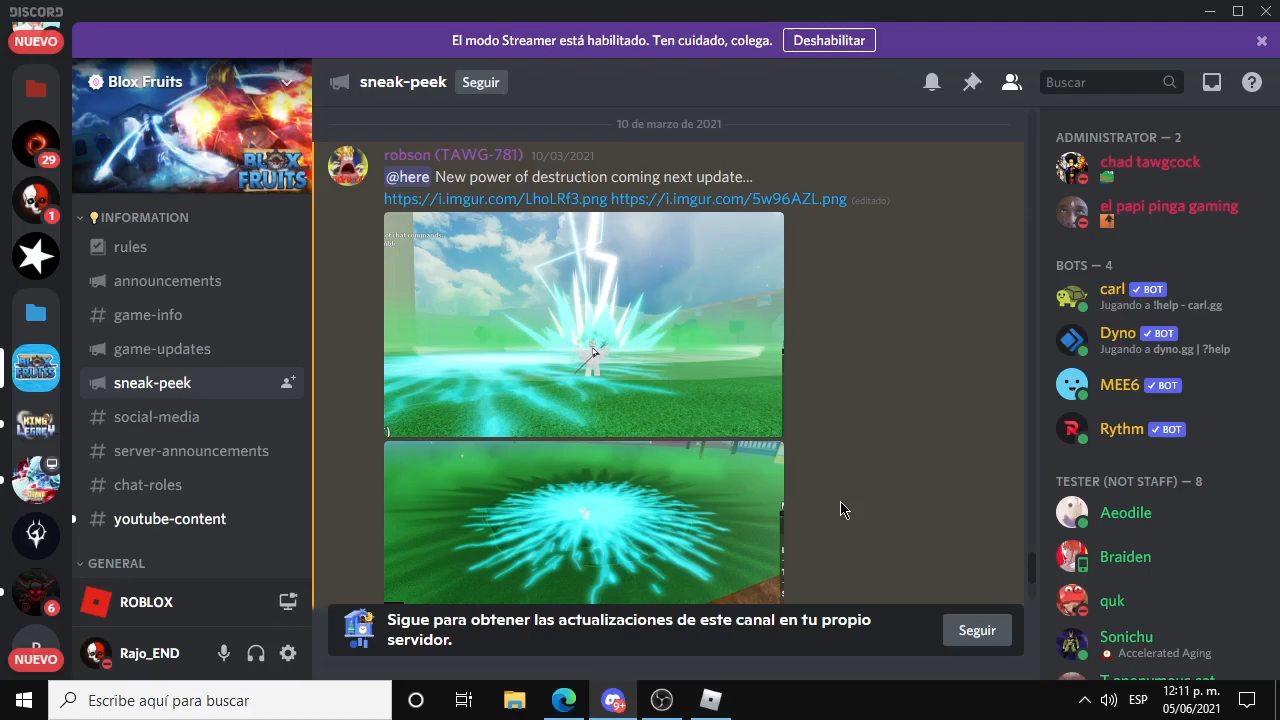 DISCORD
NUEVO
29
1
6
NUEVO
El modo Streamer está habilitado. Ten cuidado, colega.
Deshabilitar
Blox Fruits
BLOX
FRUITS
INFORMATION
rules
announcements
game-info
game-updates
sneak-peek
social-media
server-announcements
chat-roles
youtube-content
GENERAL
ROBLOX
Rajo_END
sneak-peek
Seguir
Buscar
10 de marzo de 2021
robson (TAWG-781) 10/03/2021
@here New power of destruction coming next update...
https://i.imgur.com/LhoLRf3.png https://i.imgur.com/5w96AZL.png (editado)
Sigue para obtener las actualizaciones de este canal en tu propio
servidor.
Seguir
ADMINISTRATOR — 2
chad tawgcock
el papi pinga gaming
BOTS — 4
carl BOT
Jugando a !help - carl.gg
Dyno BOT
Jugando a dyno.gg | ?help
MEE6 BOT
Rythm BOT
TESTER (NOT STAFF) — 8
Aeodile
Braiden
quk
Sonichu
Accelerated Aging
Escribe aquí para buscar
9+
ESP
12:11 p. m.
05/06/2021